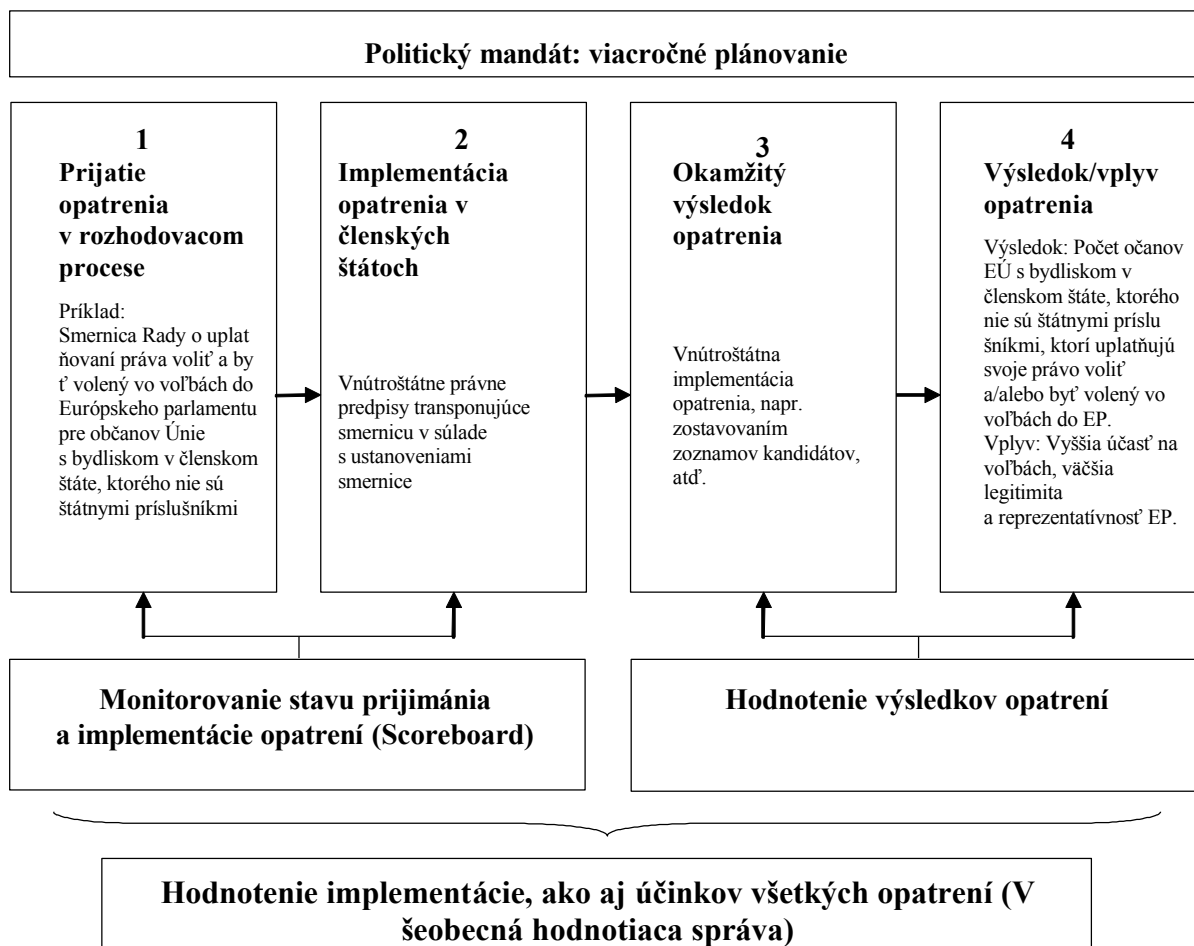 Politický mandát: viacročné plánovanie
1
Prijatie
opatrenia
v rozhodovacom
procese
Príklad:
Smernica Rady o uplat
ňovaní práva voliť a by
ť volený vo voľbách do
Európskeho parlamentu
pre občanov Únie
s bydliskom v členskom
štáte, ktorého nie sú
štátnymi príslušníkmi
2
Implementácia
opatrenia v
členských
štátoch
Vnútroštátne právne
predpisy transponujúce
smernicu v súlade
s ustanoveniami
smernice
3
Okamžitý
výsledok
opatrenia
Vnútroštátna
implementácia
opatrenia, napr.
zostavovaním
zoznamov kandidátov,
atď.
4
Výsledok/vplyv
opatrenia
Výsledok: Počet očanov
EÚ s bydliskom v
členskom štáte, ktorého
nie sú štátnymi príslu
šníkmi, ktorí uplatňujú
svoje právo voliť
a/alebo byť volený vo
voľbách do EP.
Vplyv: Vyššia účasť na
voľbách, väčšia
legitimita
a reprezentatívnosť EP.
Monitorovanie stavu prijimánia
a implementácie opatrení (Scoreboard)
Hodnotenie výsledkov opatrení
Hodnotenie implementácie, ako aj účinkov všetkých opatrení (V
šeobecná hodnotiaca správa)